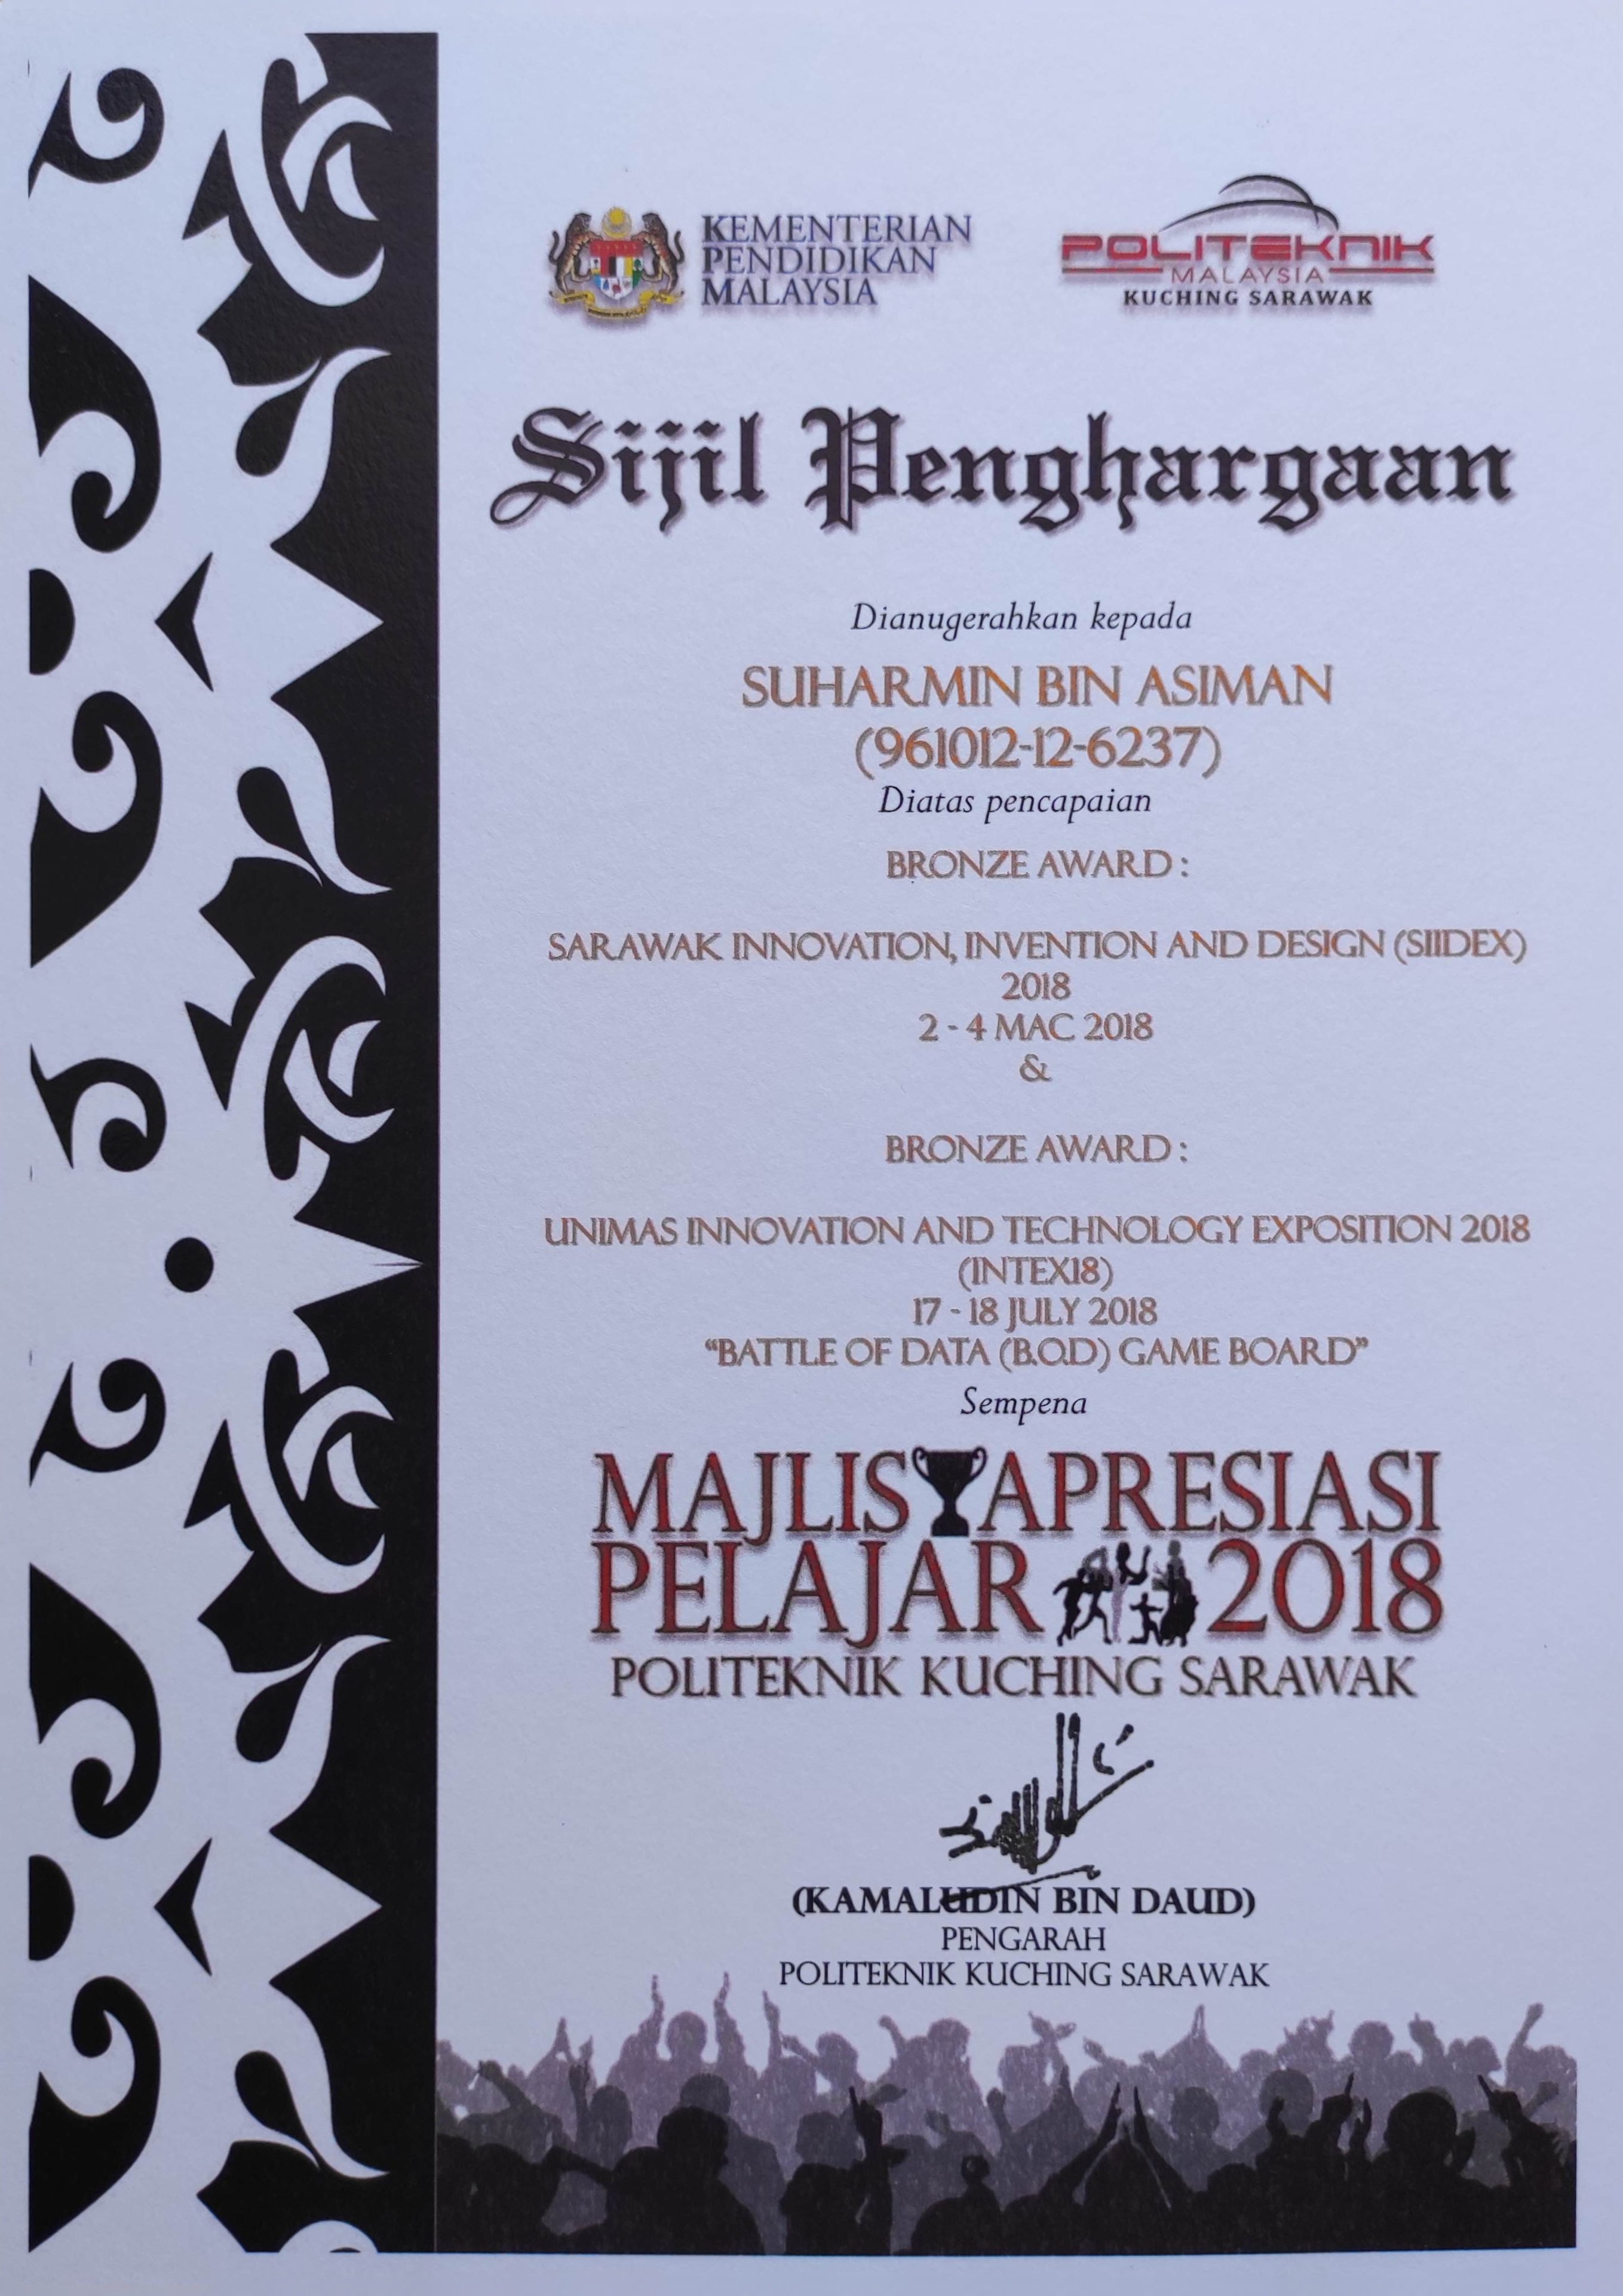 KEMENTERIAN
PENDIDIKAN
MALAYSIA
POLITEKNIK
MALAYSIA
KUCHING SARAWAK
Sijil Penghargaan
Dianugerahkan kepada
SUHARMIN BIN ASIMAN
(961012-12-6237)
Diatas pencapaian
BRONZE AWARD :
SARAWAK INNOVATION, INVENTION AND DESIGN (SIIDEX)
2018
2 - 4 MAC 2018
&
BRONZE AWARD :
UNIMAS INNOVATION AND TECHNOLOGY EXPOSITION 2018
(INTEX18)
17 - 18 JULY 2018
"BATTLE OF DATA (B.O.D) GAME BOARD"
Sempena
MAJLIS APRESIASI
PELAJAR 2018
POLITEKNIK KUCHING SARAWAK
(KAMALUDIN BIN DAUD)
PENGARAH
POLITEKNIK KUCHING SARAWAK